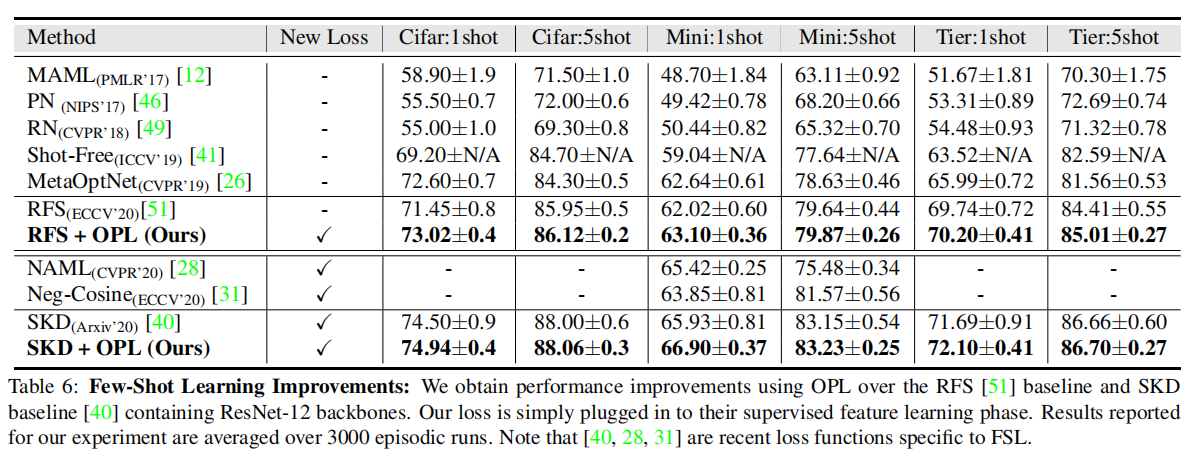 Method New Loss Cifar:1shot Cifar:5shot Mini:1shot Mini:5shot Tier:1shot Tier:5shot
MAML(PMLR'17) [12] - 58.90±1.9 71.50±1.0 48.70±1.84 63.11±0.92 51.67±1.81 70.30±1.75
PN (NIPS'17) [46] - 55.50±0.7 72.00±0.6 49.42±0.78 68.20±0.66 53.31±0.89 72.69±0.74
RN(CVPR'18) [49] - 55.00±1.0 69.30±0.8 50.44±0.82 65.32±0.70 54.48±0.93 71.32±0.78
Shot-Free(ICCV'19) [41] - 69.20±N/A 84.70±N/A 59.04±N/A 77.64±N/A 63.52±N/A 82.59±N/A
MetaOptNet(CVPR'19) [26] - 72.60±0.7 84.30±0.5 62.64±0.61 78.63±0.46 65.99±0.72 81.56±0.53
RFS(ECCV'20)[51] - 71.45±0.8 85.95±0.5 62.02±0.60 79.64±0.44 69.74±0.72 84.41±0.55
RFS + OPL (Ours) ✓ 73.02±0.4 86.12±0.2 63.10±0.36 79.87±0.26 70.20±0.41 85.01±0.27
NAML(CVPR'20) [28] ✓ - - 65.42±0.25 75.48±0.34 - -
Neg-Cosine(ECCV'20) [31] ✓ - - 63.85±0.81 81.57±0.56 - -
SKD(Arxiv'20) [40] ✓ 74.50±0.9 88.00±0.6 65.93±0.81 83.15±0.54 71.69±0.91 86.66±0.60
SKD + OPL (Ours) ✓ 74.94±0.4 88.06±0.3 66.90±0.37 83.23±0.25 72.10±0.41 86.70±0.27
Table 6: Few-Shot Learning Improvements: We obtain performance improvements using OPL over the RFS [51] baseline and SKD
baseline [40] containing ResNet-12 backbones. Our loss is simply plugged in to their supervised feature learning phase. Results reported
for our experiment are averaged over 3000 episodic runs. Note that [40, 28, 31] are recent loss functions specific to FSL.